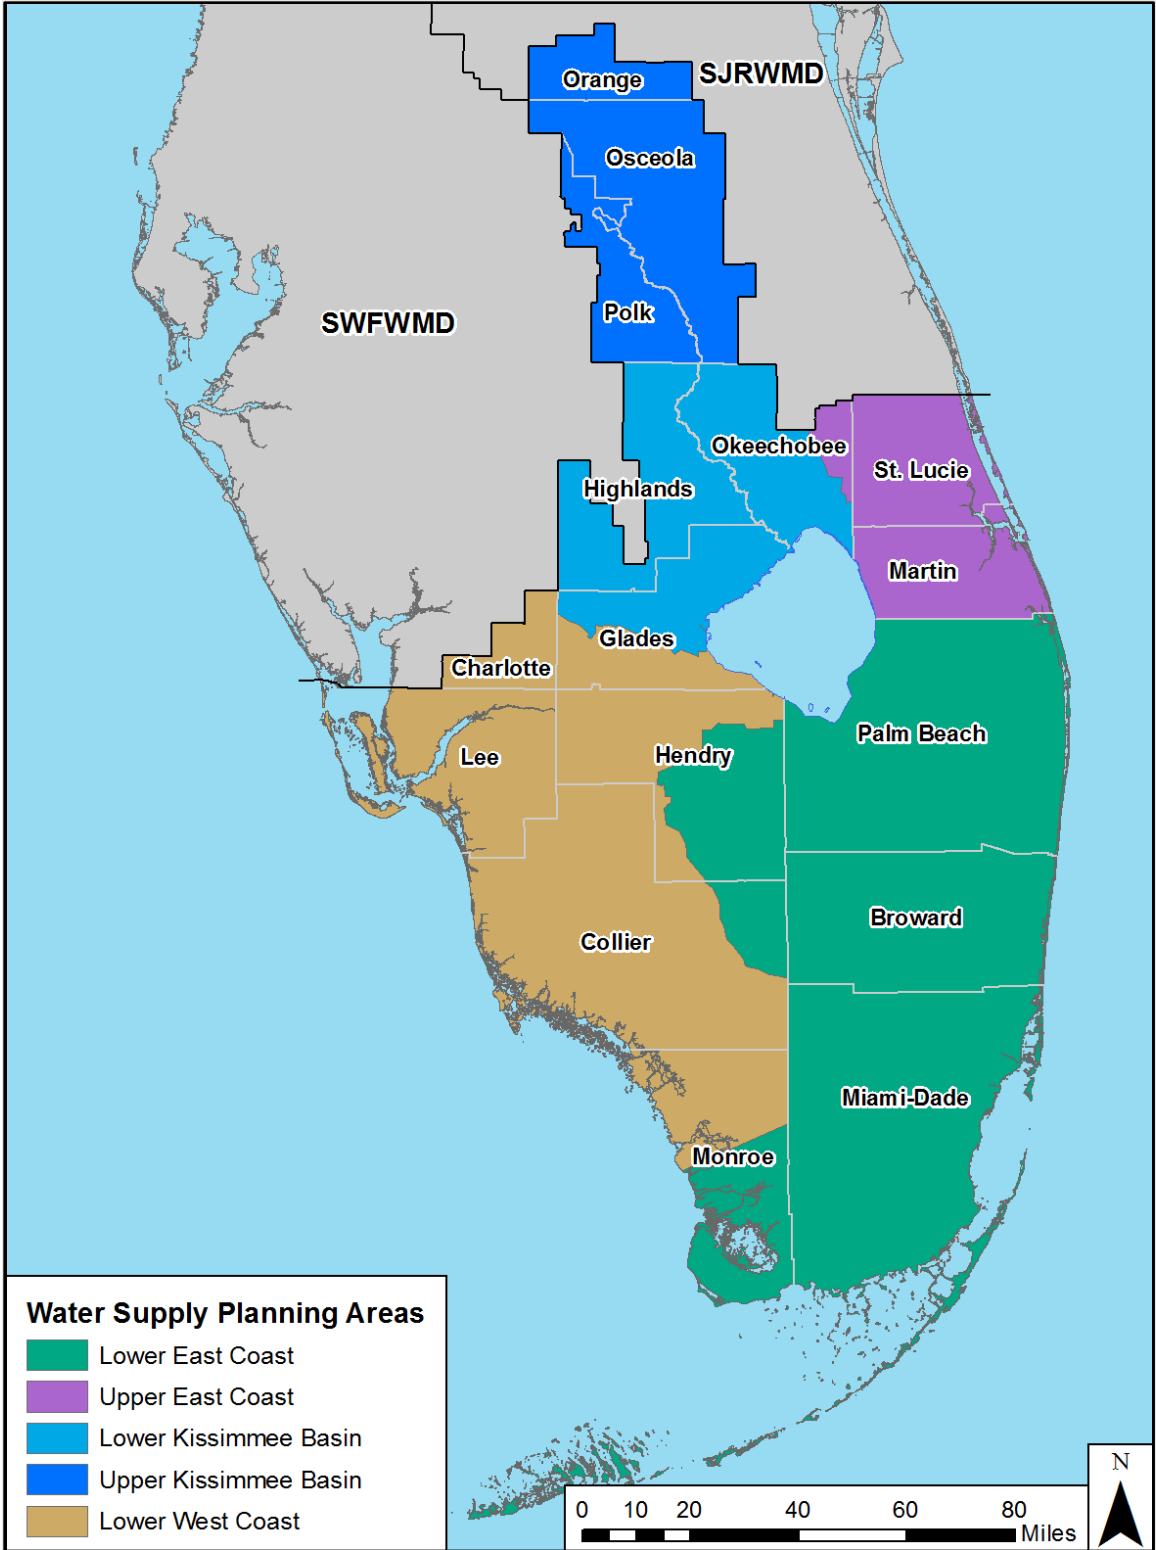 Orange
SJRWMD
Osceola
Polk
SWFWMD
Okeechobee
St. Lucie
Highlands
Martin
Glades
Charlotte
Palm Beach
Hendry
Lee
Broward
Collier
Miami-Dade
Monroe
Water Supply Planning Areas
Lower East Coast
Upper East Coast
Lower Kissimmee Basin
Upper Kissimmee Basin
Lower West Coast
0 10 20 40 60 80
Miles
N